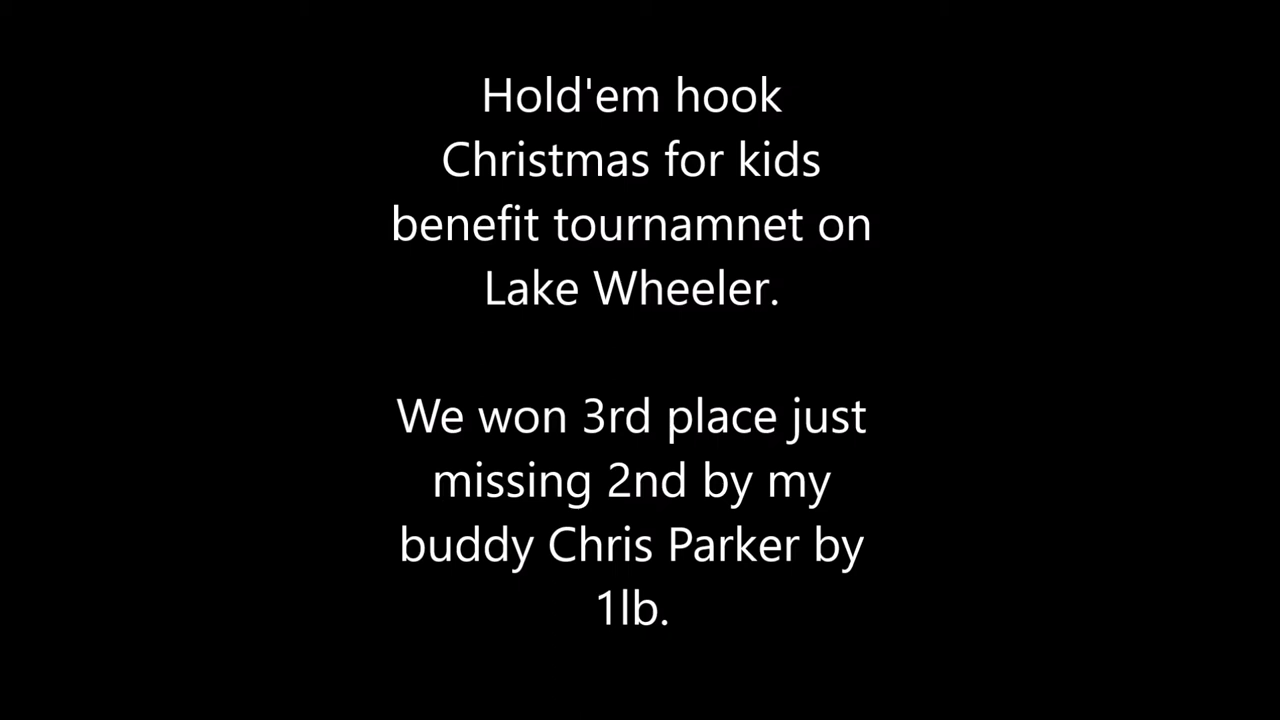 Hold'em hook
Christmas for kids
benefit tournamnet on
Lake Wheeler.
We won 3rd place just
missing 2nd by my
buddy Chris Parker by
1lb.